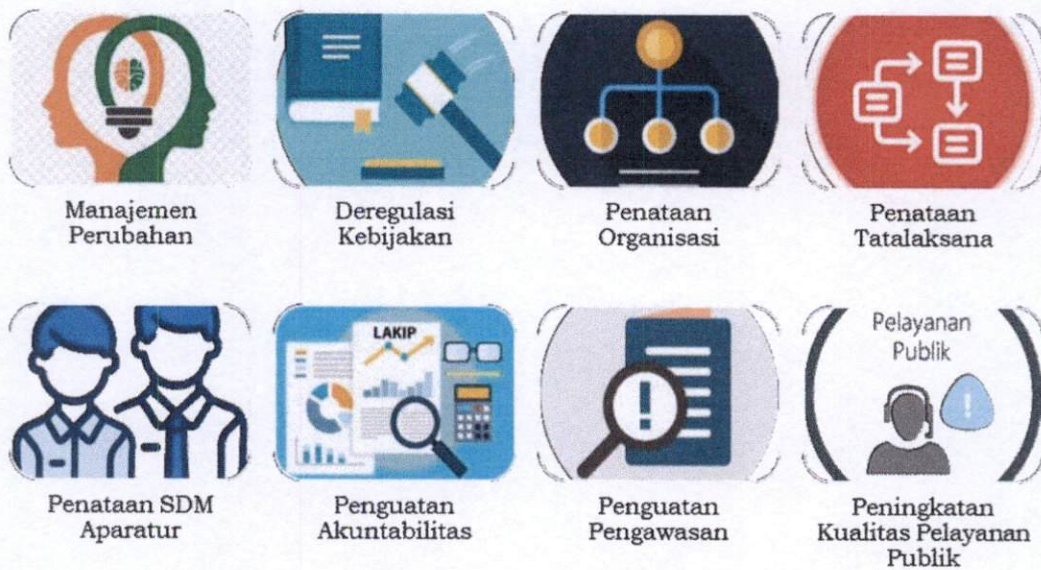 Manajemen
Perubahan
Deregulasi
Kebijakan
Penataan
Organisasi
Penataan
Tatalaksana
LAKIP
Pelayanan
Publik
Penataan SDM
Aparatur
Penguatan
Akuntabilitas
Penguatan
Pengawasan
Peningkatan
Kualitas Pelayanan
Publik